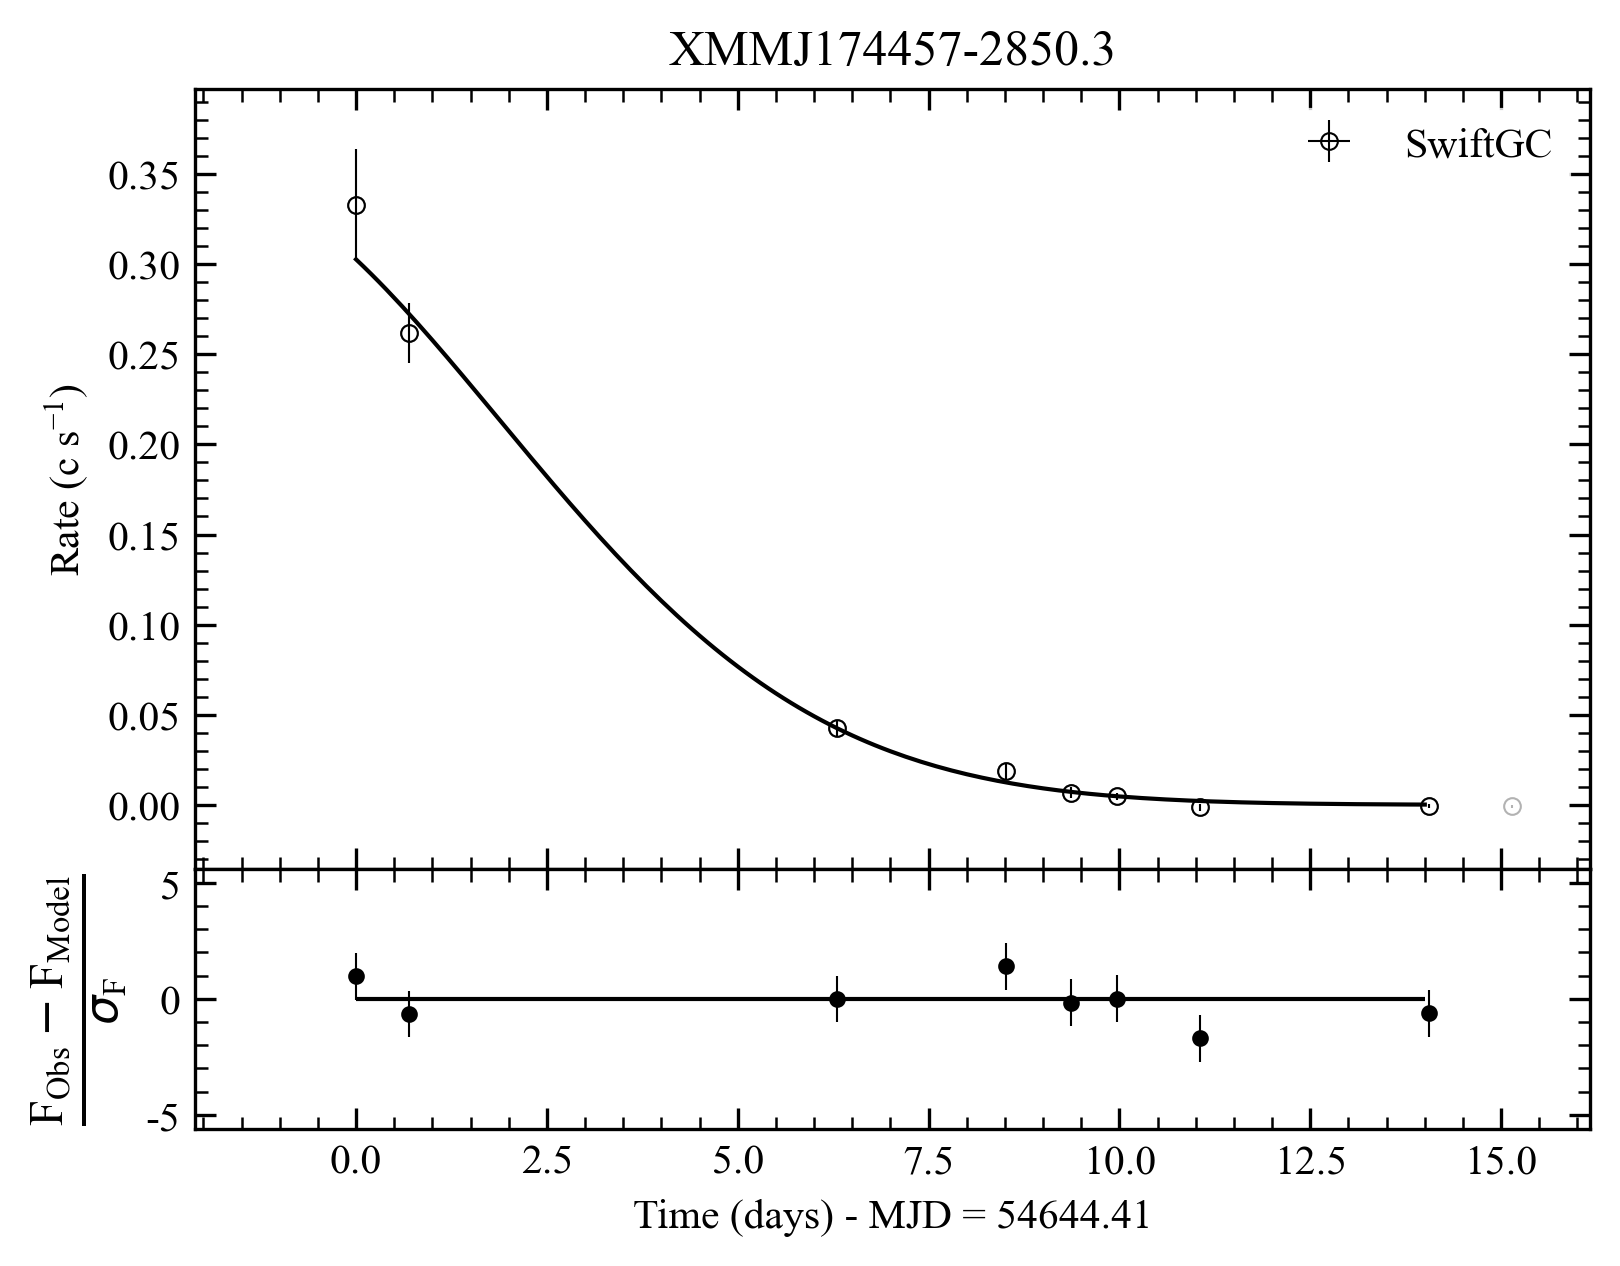 XMMJ174457-2850.3
SwiftGC
Rate (c s⁻¹)
0.35
0.30
0.25
0.20
0.15
0.10
0.05
0.00
F_Obs − F_Model
σ_F
5
0
-5
0.0 2.5 5.0 7.5 10.0 12.5 15.0
Time (days) - MJD = 54644.41